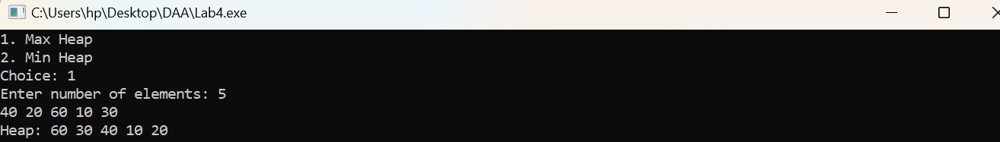 C:\Users\hp\Desktop\DAA\Lab4.exe
1. Max Heap
2. Min Heap
Choice: 1
Enter number of elements: 5
40 20 60 10 30
Heap: 60 30 40 10 20